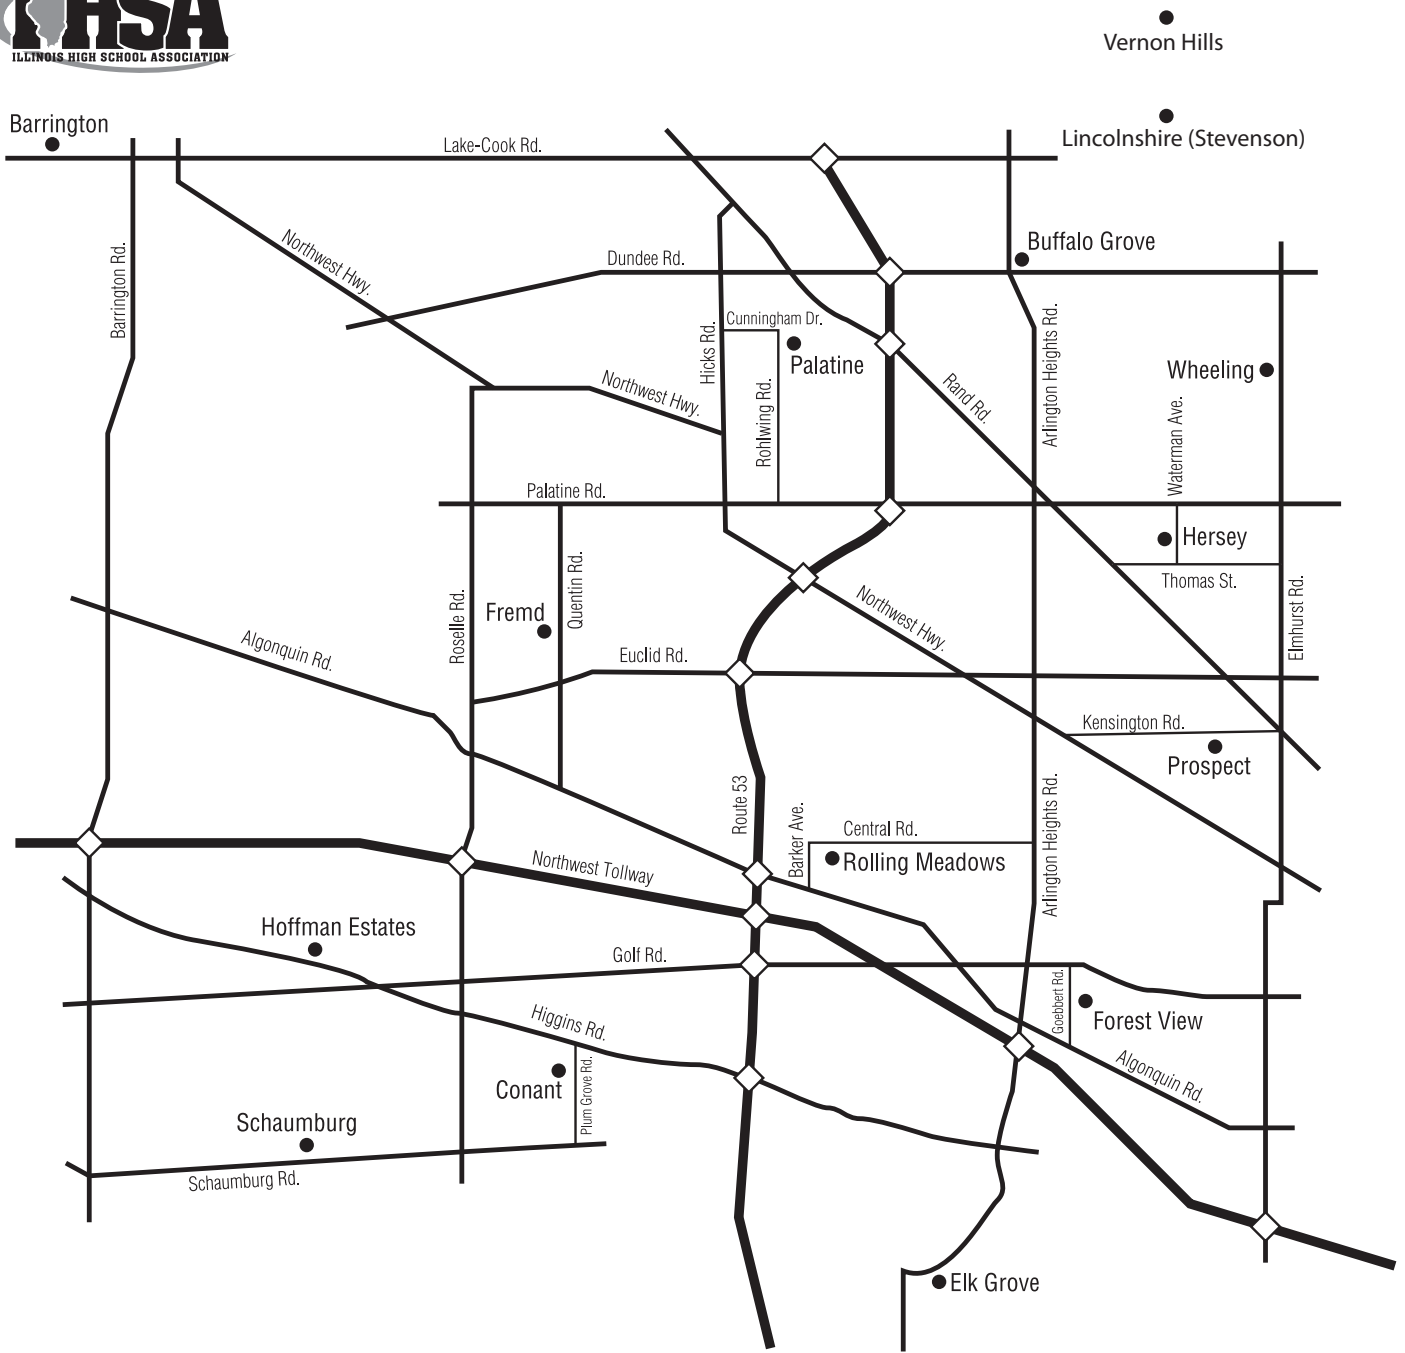 IHSA
ILLINOIS HIGH SCHOOL ASSOCIATION
Vernon Hills
Barrington
Lincolnshire (Stevenson)
Lake-Cook Rd.
Barrington Rd.
Northwest Hwy.
Dundee Rd.
Buffalo Grove
Hicks Rd.
Cunningham Dr.
Palatine
Rohlwing Rd.
Arlington Heights Rd.
Wheeling
Northwest Hwy.
Rand Rd.
Waterman Ave.
Palatine Rd.
Hersey
Thomas St.
Quentin Rd.
Fremd
Roselle Rd.
Northwest Hwy.
Elmhurst Rd.
Algonquin Rd.
Euclid Rd.
Kensington Rd.
Prospect
Route 53
Barker Ave.
Central Rd.
Rolling Meadows
Arlington Heights Rd.
Northwest Tollway
Hoffman Estates
Golf Rd.
Goebbert Rd.
Forest View
Higgins Rd.
Algonquin Rd.
Conant
Plum Grove Rd.
Schaumburg
Schaumburg Rd.
Elk Grove